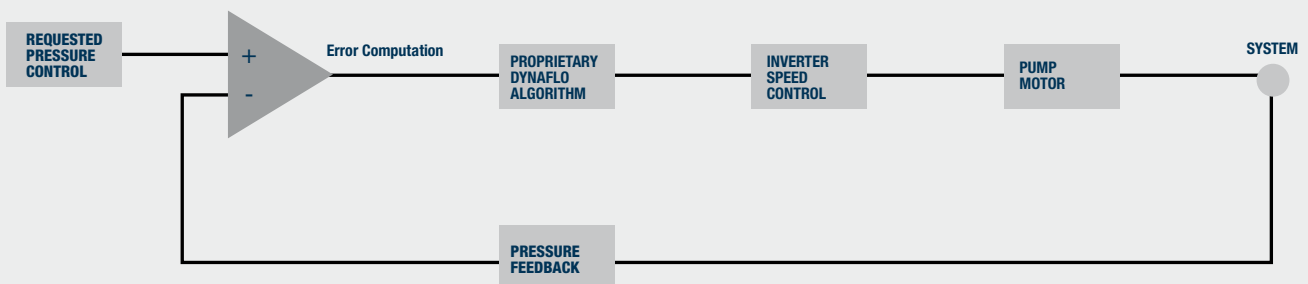 REQUESTED
PRESSURE
CONTROL
+
-
Error Computation
PROPRIETARY
DYNAFLO
ALGORITHM
INVERTER
SPEED
CONTROL
PUMP
MOTOR
SYSTEM
PRESSURE
FEEDBACK